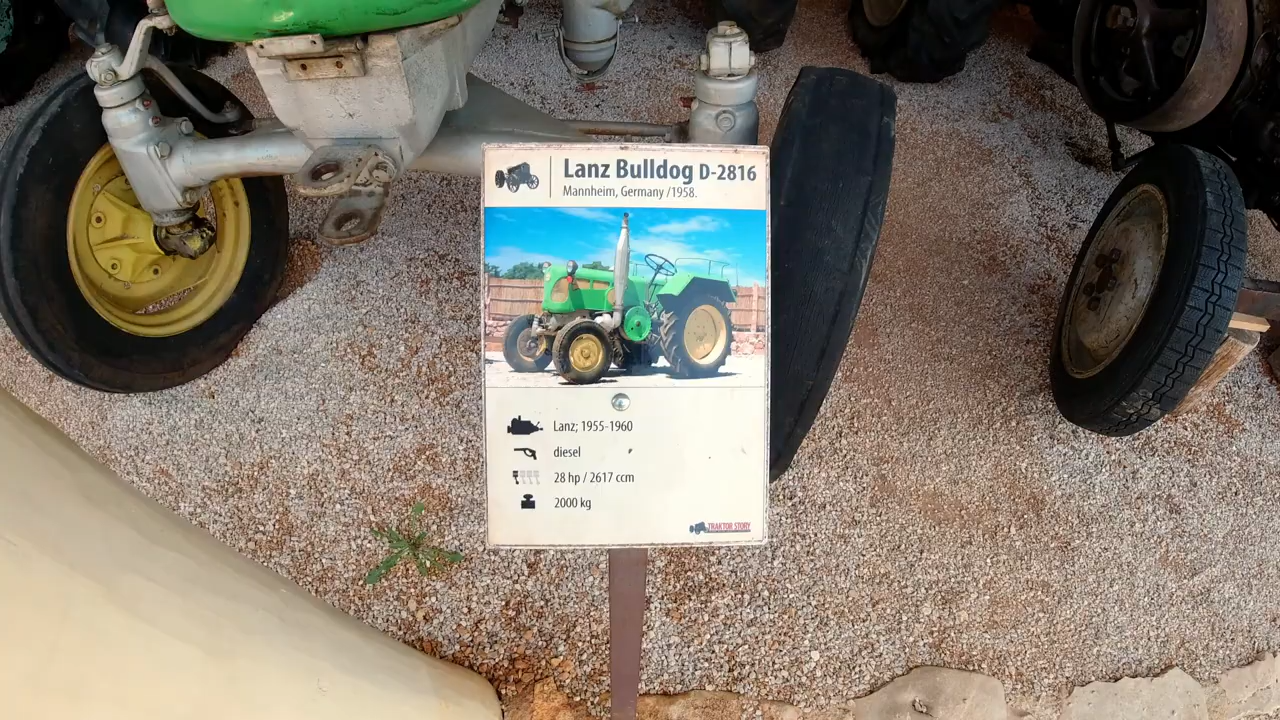 Lanz Bulldog D-2816
Mannheim, Germany /1958.
Lanz; 1955-1960
diesel
28 hp / 2617 ccm
2000 kg
TRAKTOR STORY